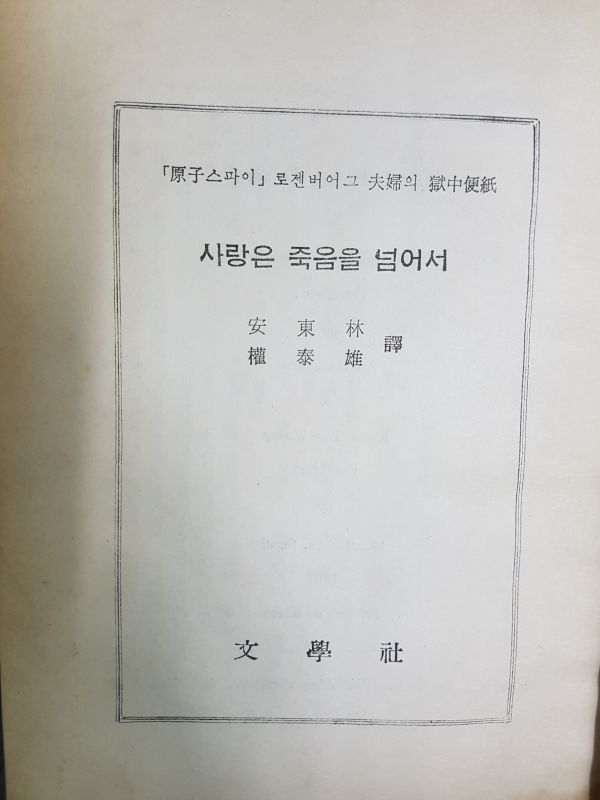 「原子스파이」 로젠버어그 夫婦의 獄中便紙
사랑은 죽음을 넘어서
安東林
權泰雄 譯
文學社